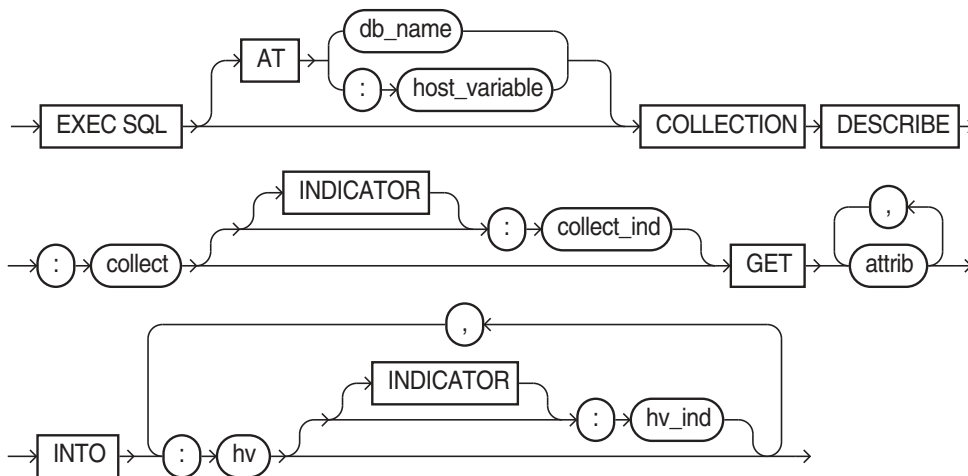 db_name
AT
: host_variable
EXEC SQL COLLECTION DESCRIBE
INDICATOR ,
: collect_ind
: collect GET attrib
,
INDICATOR
: hv_ind
INTO : hv